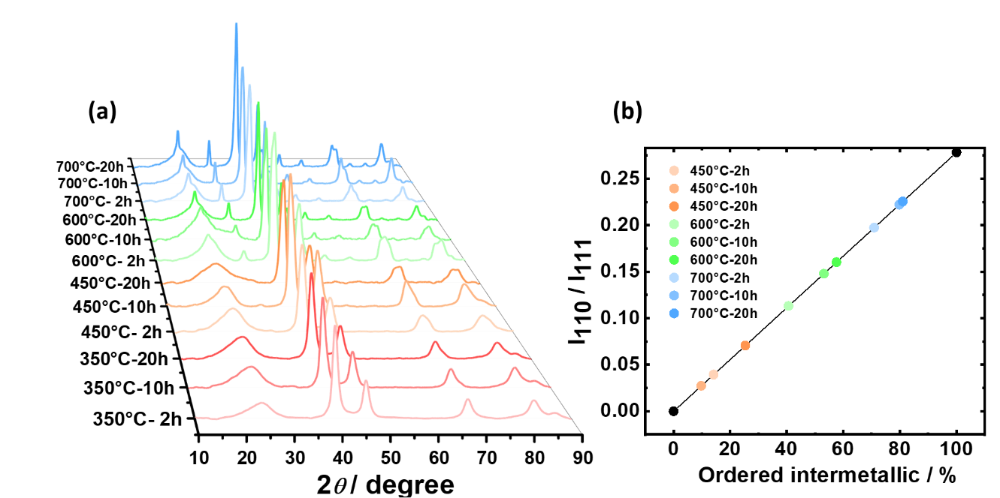 (a)
700°C-20h
700°C-10h
700°C- 2h
600°C-20h
600°C-10h
600°C- 2h
450°C-20h
450°C-10h
450°C- 2h
350°C-20h
350°C-10h
350°C- 2h
10 20 30 40 50 60 70 80 90
2θ / degree
(b)
I110 / I111
0.25
0.20
0.15
0.10
0.05
0.00
450°C-2h
450°C-10h
450°C-20h
600°C-2h
600°C-10h
600°C-20h
700°C-2h
700°C-10h
700°C-20h
0 20 40 60 80 100
Ordered intermetallic / %